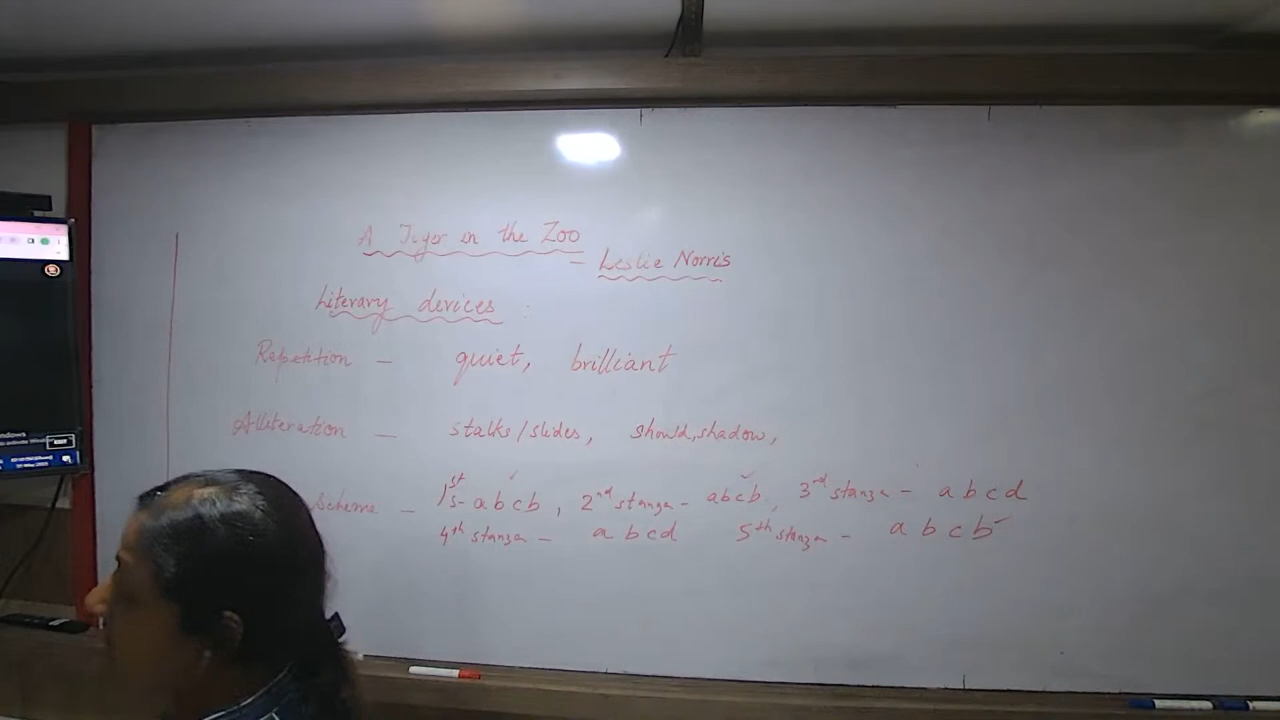 A Tiger in the Zoo
- Leslie Norris
Literary devices :
Repetition - quiet, brilliant
Alliteration - stalks/slides, should, shadow,
scheme - 1st s- abcb, 2nd stanza - abcb, 3rd stanza - abcd
4th stanza - abcd 5th stanza - abcb